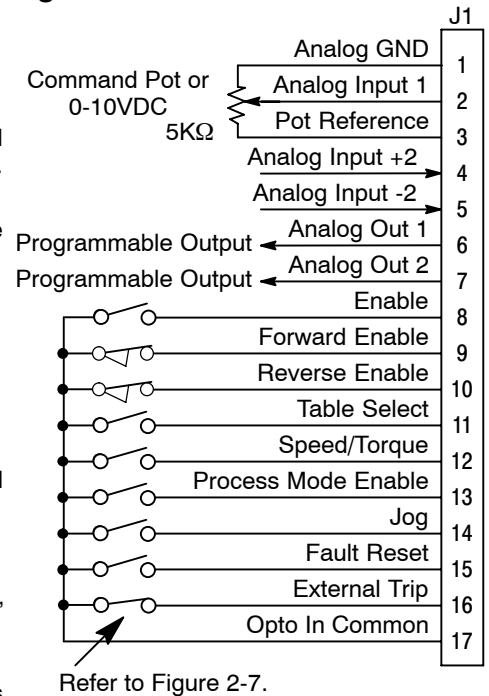 J1
Analog GND 1
Command Pot or
0-10VDC
5KΩ
Analog Input 1 2
Pot Reference 3
Analog Input +2 4
Analog Input -2 5
Programmable Output Analog Out 1 6
Programmable Output Analog Out 2 7
Enable 8
Forward Enable 9
Reverse Enable 10
Table Select 11
Speed/Torque 12
Process Mode Enable 13
Jog 14
Fault Reset 15
External Trip 16
Opto In Common 17
Refer to Figure 2-7.